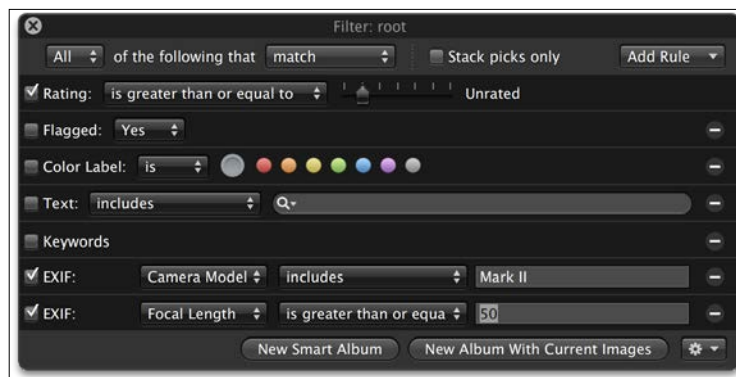 Filter: root
All of the following that match Stack picks only Add Rule
Rating: is greater than or equal to Unrated
Flagged: Yes
Color Label: is
Text: includes
Keywords
EXIF: Camera Model includes Mark II
EXIF: Focal Length is greater than or equa 50
New Smart Album New Album With Current Images